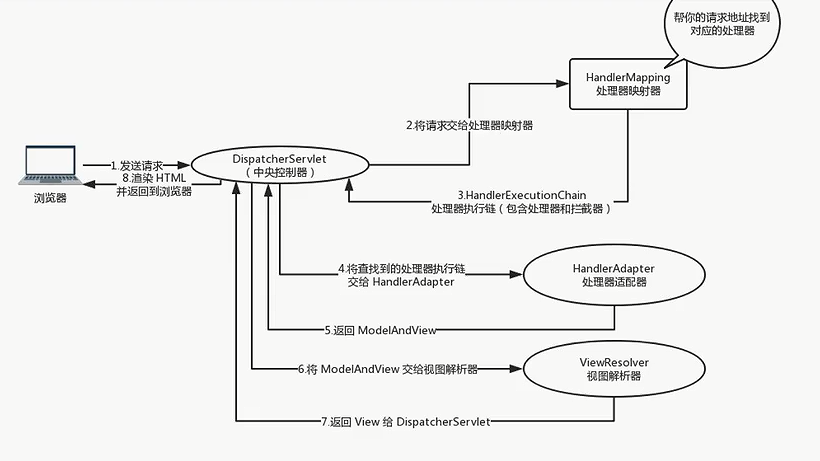 帮你的请求地址找到
对应的处理器
HandlerMapping
处理器映射器
2.将请求交给处理器映射器
DispatcherServlet
（中央控制器）
1.发送请求
8.渲染 HTML
并返回到浏览器
浏览器
3.HandlerExecutionChain
处理器执行链（包含处理器和拦截器）
4.将查找到的处理器执行链
交给 HandlerAdapter
HandlerAdapter
处理器适配器
5.返回 ModelAndView
6.将 ModelAndView 交给视图解析器
ViewResolver
视图解析器
7.返回 View 给 DispatcherServlet